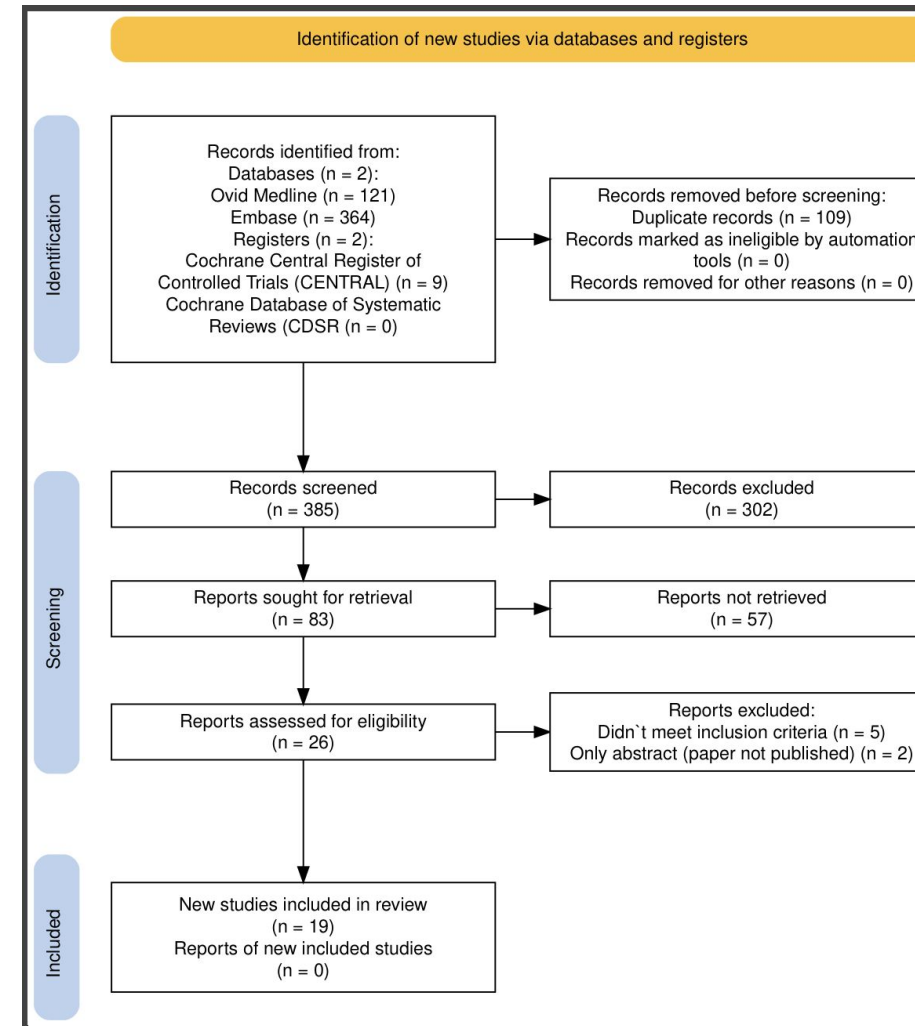 Identification of new studies via databases and registers
Identification
Records identified from:
Databases (n = 2):
Ovid Medline (n = 121)
Embase (n = 364)
Registers (n = 2):
Cochrane Central Register of
Controlled Trials (CENTRAL) (n = 9)
Cochrane Database of Systematic
Reviews (CDSR (n = 0)
Records removed before screening:
Duplicate records (n = 109)
Records marked as ineligible by automation
tools (n = 0)
Records removed for other reasons (n = 0)
Screening
Records screened
(n = 385)
Records excluded
(n = 302)
Reports sought for retrieval
(n = 83)
Reports not retrieved
(n = 57)
Reports assessed for eligibility
(n = 26)
Reports excluded:
Didn`t meet inclusion criteria (n = 5)
Only abstract (paper not published) (n = 2)
Included
New studies included in review
(n = 19)
Reports of new included studies
(n = 0)